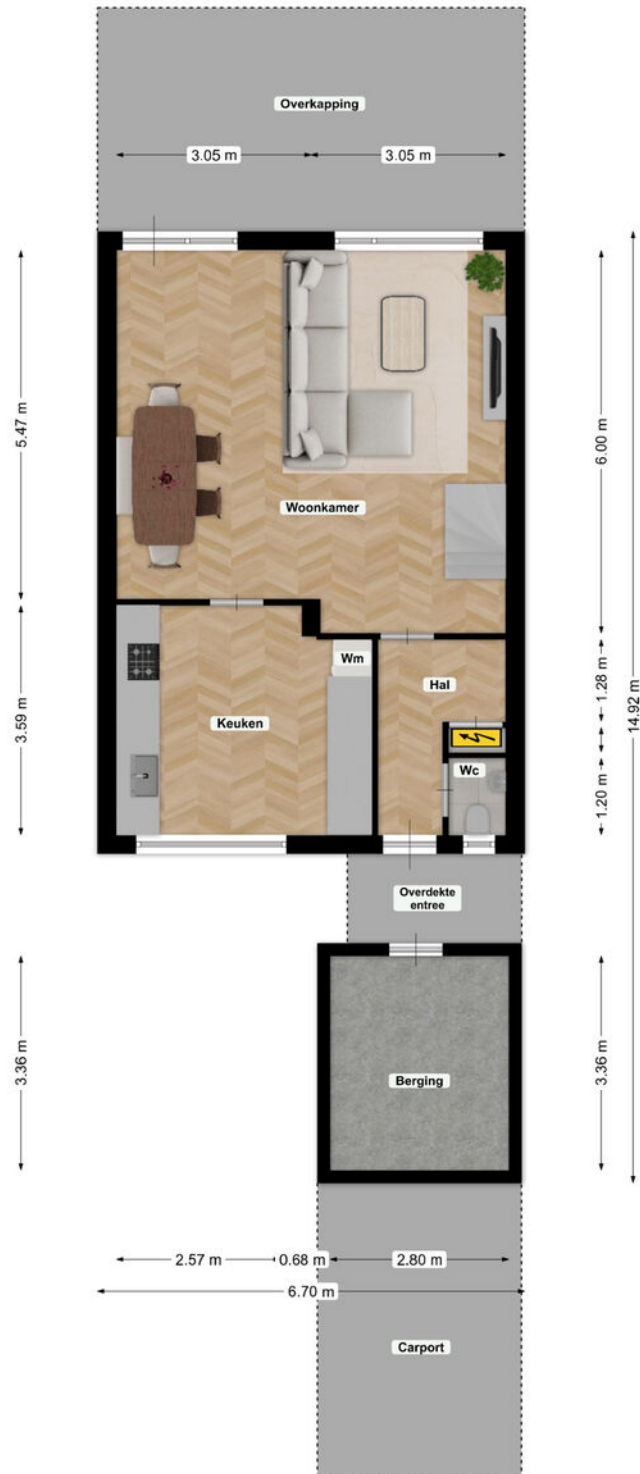 Overkapping
3.05 m
3.05 m
5.47 m
6.00 m
Woonkamer
14.92 m
3.59 m
Wm
Hal
1.28 m
Keuken
Wc
1.20 m
Overdekte
entree
3.36 m
Berging
3.36 m
2.57 m
0.68 m
2.80 m
6.70 m
Carport